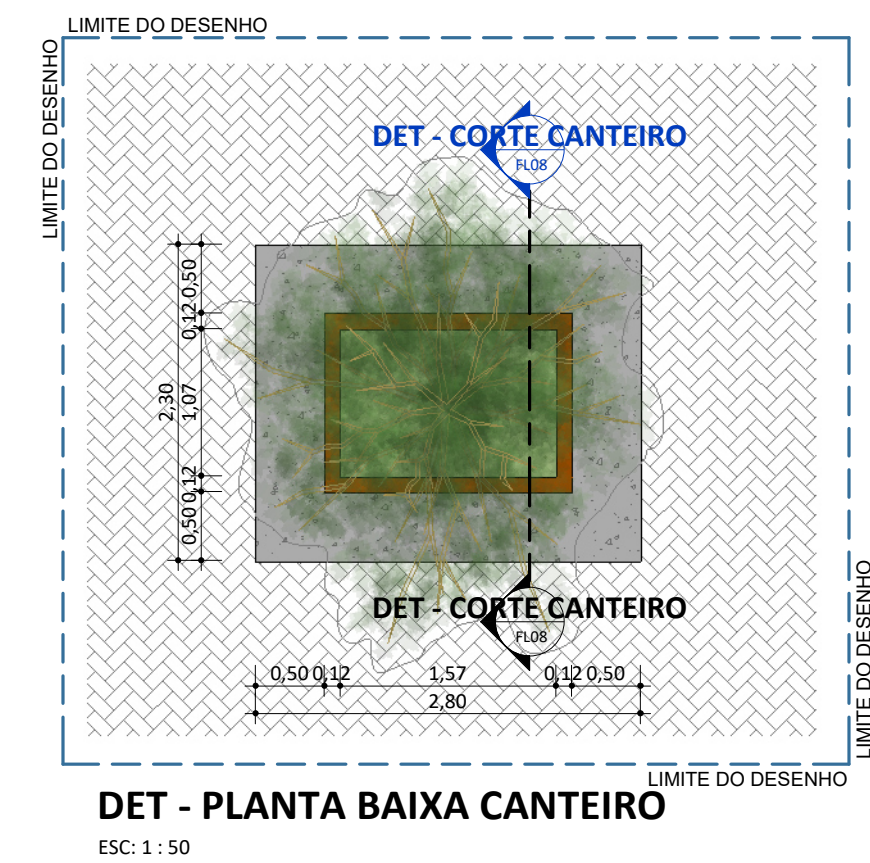 LIMITE DO DESENHO
LIMITE DO DESENHO
DET - CORTE CANTEIRO
FL08
0,50
0,12
2,30
1,07
0,12
0,50
DET - CORTE CANTEIRO
FL08
0,50 0,12 1,57 0,12 0,50
2,80
LIMITE DO DESENHO
LIMITE DO DESENHO
DET - PLANTA BAIXA CANTEIRO
ESC: 1 : 50